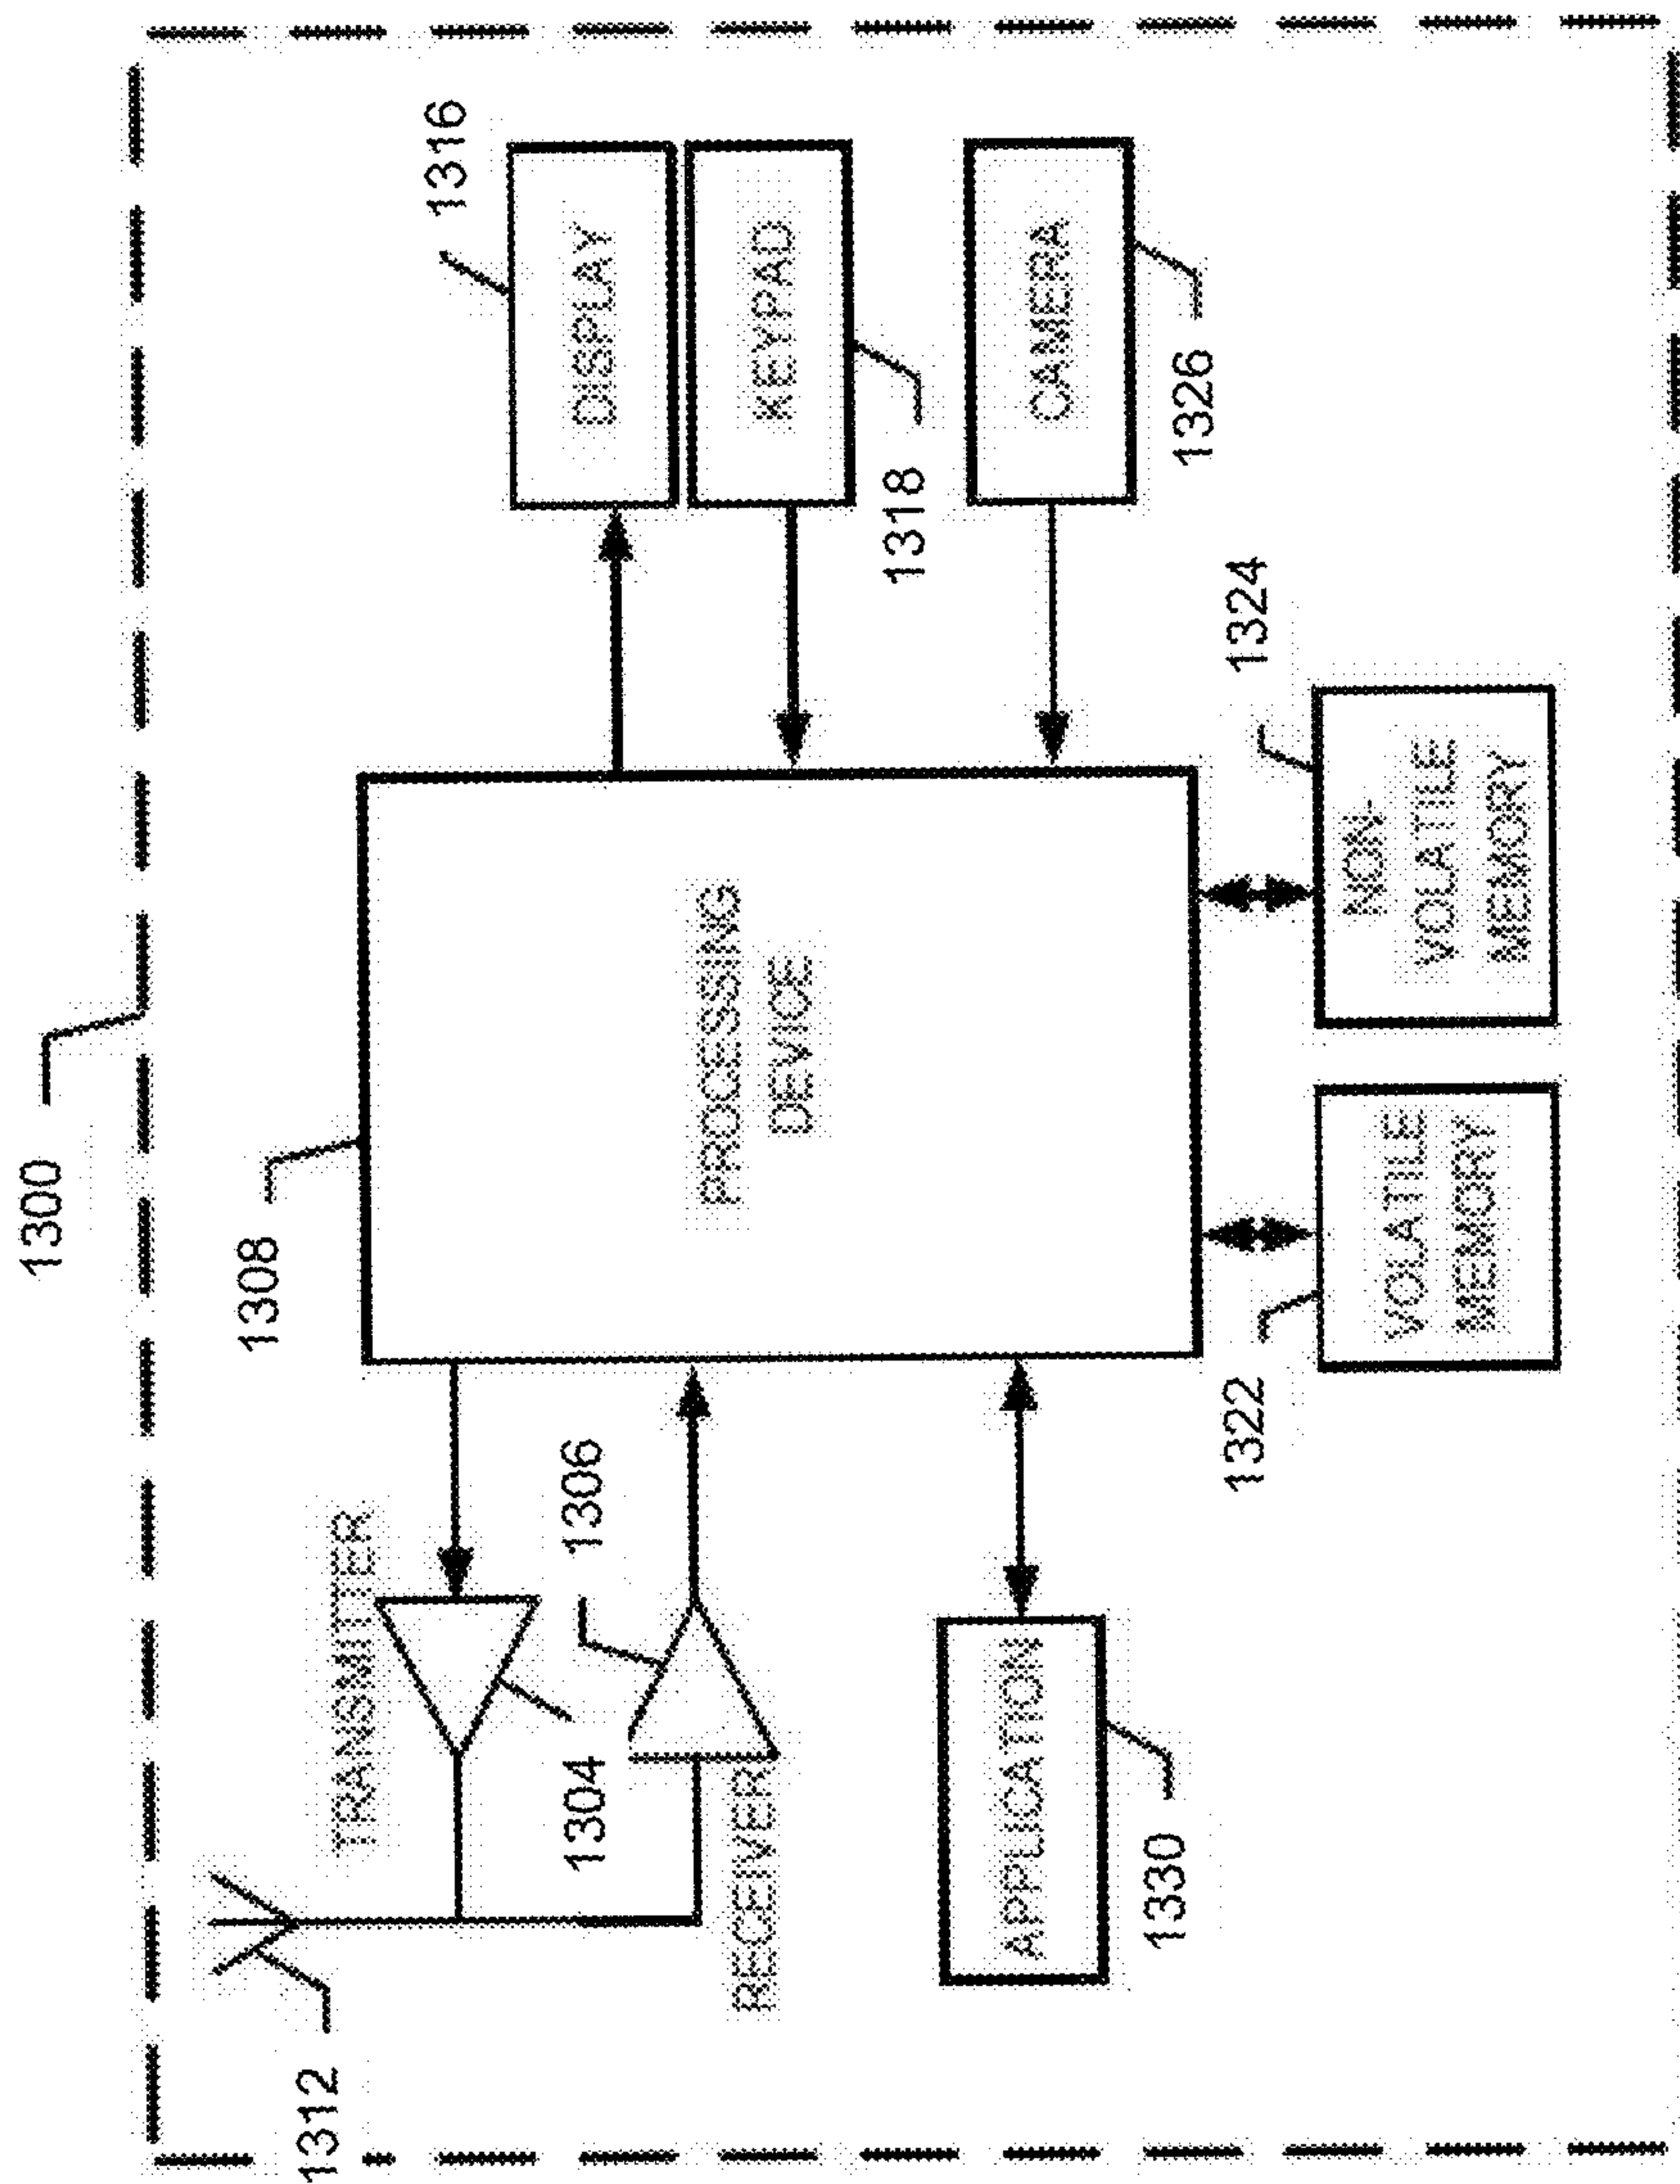 1300
1312
TRANSMITTER
1304
RECEIVER
1306
1308
PROCESSING
DEVICE
1316
DISPLAY
KEYPAD
1318
CAMERA
1326
APPLICATION
1330
1322
VOLATILE
MEMORY
1324
NON-
VOLATILE
MEMORY